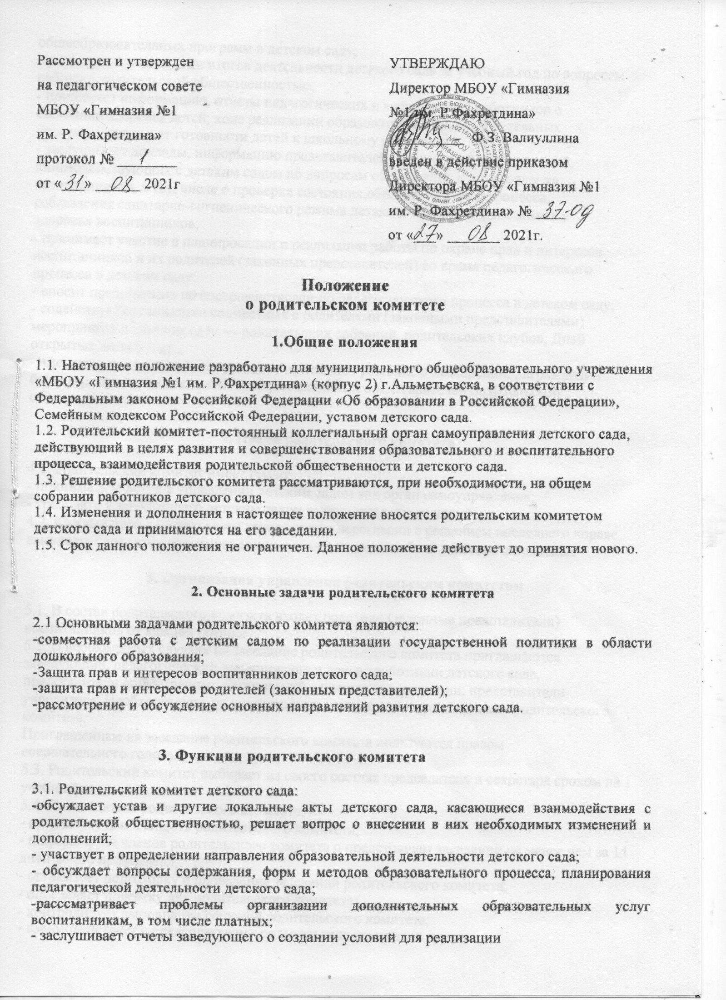 Рассмотрен и утвержден
на педагогическом совете
МБОУ «Гимназия №1
им. Р. Фахретдина»
протокол № 1
от «31» 08 2021г
УТВЕРЖДАЮ
Директор МБОУ «Гимназия
№1 им. Р.Фахретдина»
Ф.З. Валиуллина
введен в действие приказом
Директора МБОУ «Гимназия №1
им. Р. Фахретдина» № 37-од
от «27» 08 2021г.
МБОУ
«Гимназия №1
им. Р. Фахретдина»
Для
документов
Положение
о родительском комитете
1.Общие положения
1.1. Настоящее положение разработано для муниципального общеобразовательного учреждения
«МБОУ «Гимназия №1 им. Р.Фахретдина» (корпус 2) г.Альметьевска, в соответствии с
Федеральным законом Российской Федерации «Об образовании в Российской Федерации»,
Семейным кодексом Российской Федерации, уставом детского сада.
1.2. Родительский комитет-постоянный коллегиальный орган самоуправления детского сада,
действующий в целях развития и совершенствования образовательного и воспитательного
процесса, взаимодействия родительской общественности и детского сада.
1.3. Решение родительского комитета рассматриваются, при необходимости, на общем
собрании работников детского сада.
1.4. Изменения и дополнения в настоящее положение вносятся родительским комитетом
детского сада и принимаются на его заседании.
1.5. Срок данного положения не ограничен. Данное положение действует до принятия нового.
2. Основные задачи родительского комитета
2.1 Основными задачами родительского комитета являются:
-совместная работа с детским садом по реализации государственной политики в области
дошкольного образования;
-Защита прав и интересов воспитанников детского сада;
-защита прав и интересов родителей (законных представителей);
-рассмотрение и обсуждение основных направлений развития детского сада.
3. Функции родительского комитета
3.1. Родительский комитет детского сада:
-обсуждает устав и другие локальные акты детского сада, касающиеся взаимодействия с
родительской общественностью, решает вопрос о внесении в них необходимых изменений и
дополнений;
- участвует в определении направления образовательной деятельности детского сада;
- обсуждает вопросы содержания, форм и методов образовательного процесса, планирования
педагогической деятельности детского сада;
-расссматривает проблемы организации дополнительных образовательных услуг
воспитанникам, в том числе платных;
- заслушивает отчеты заведующего о создании условий для реализации